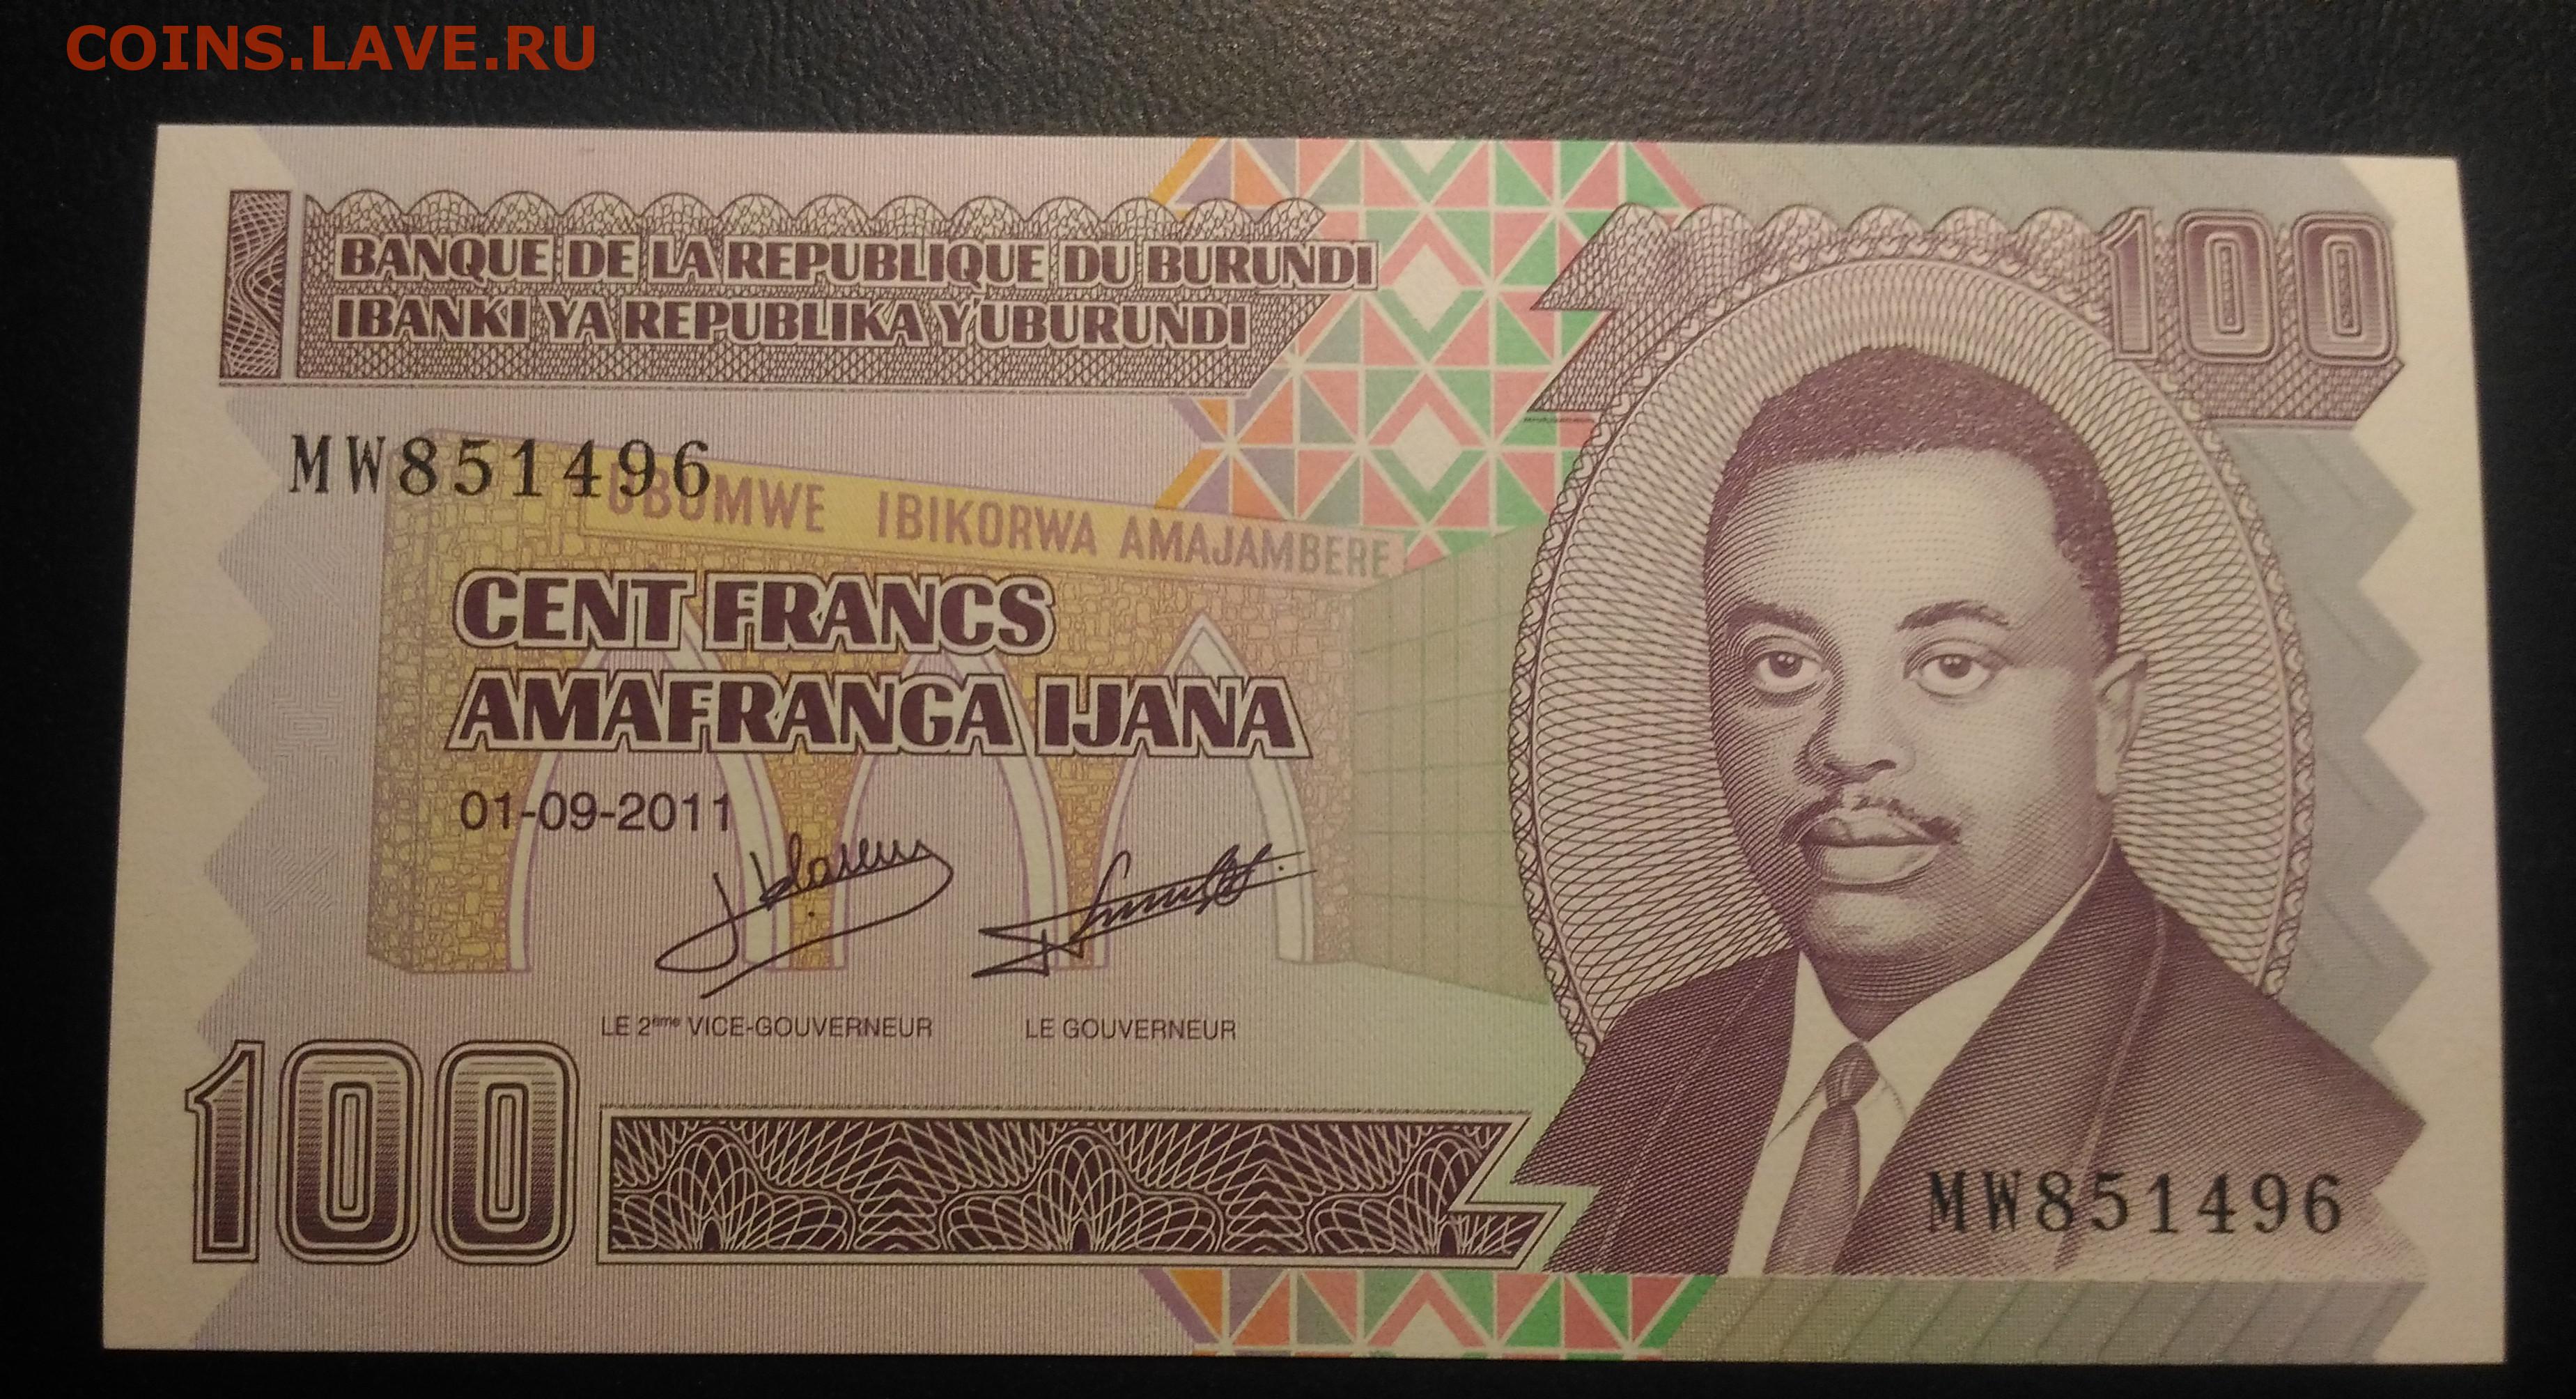 COINS.LAVE.RU
BANQUE DE LA REPUBLIQUE DU BURUNDI
IBANKI YA REPUBLIKA Y'UBURUNDI
100
MW851496
UBUMWE IBIKORWA AMAJAMBERE
CENT FRANCS
AMAFRANGA IJANA
01-09-2011
LE 2ème VICE-GOUVERNEUR LE GOUVERNEUR
100
MW851496